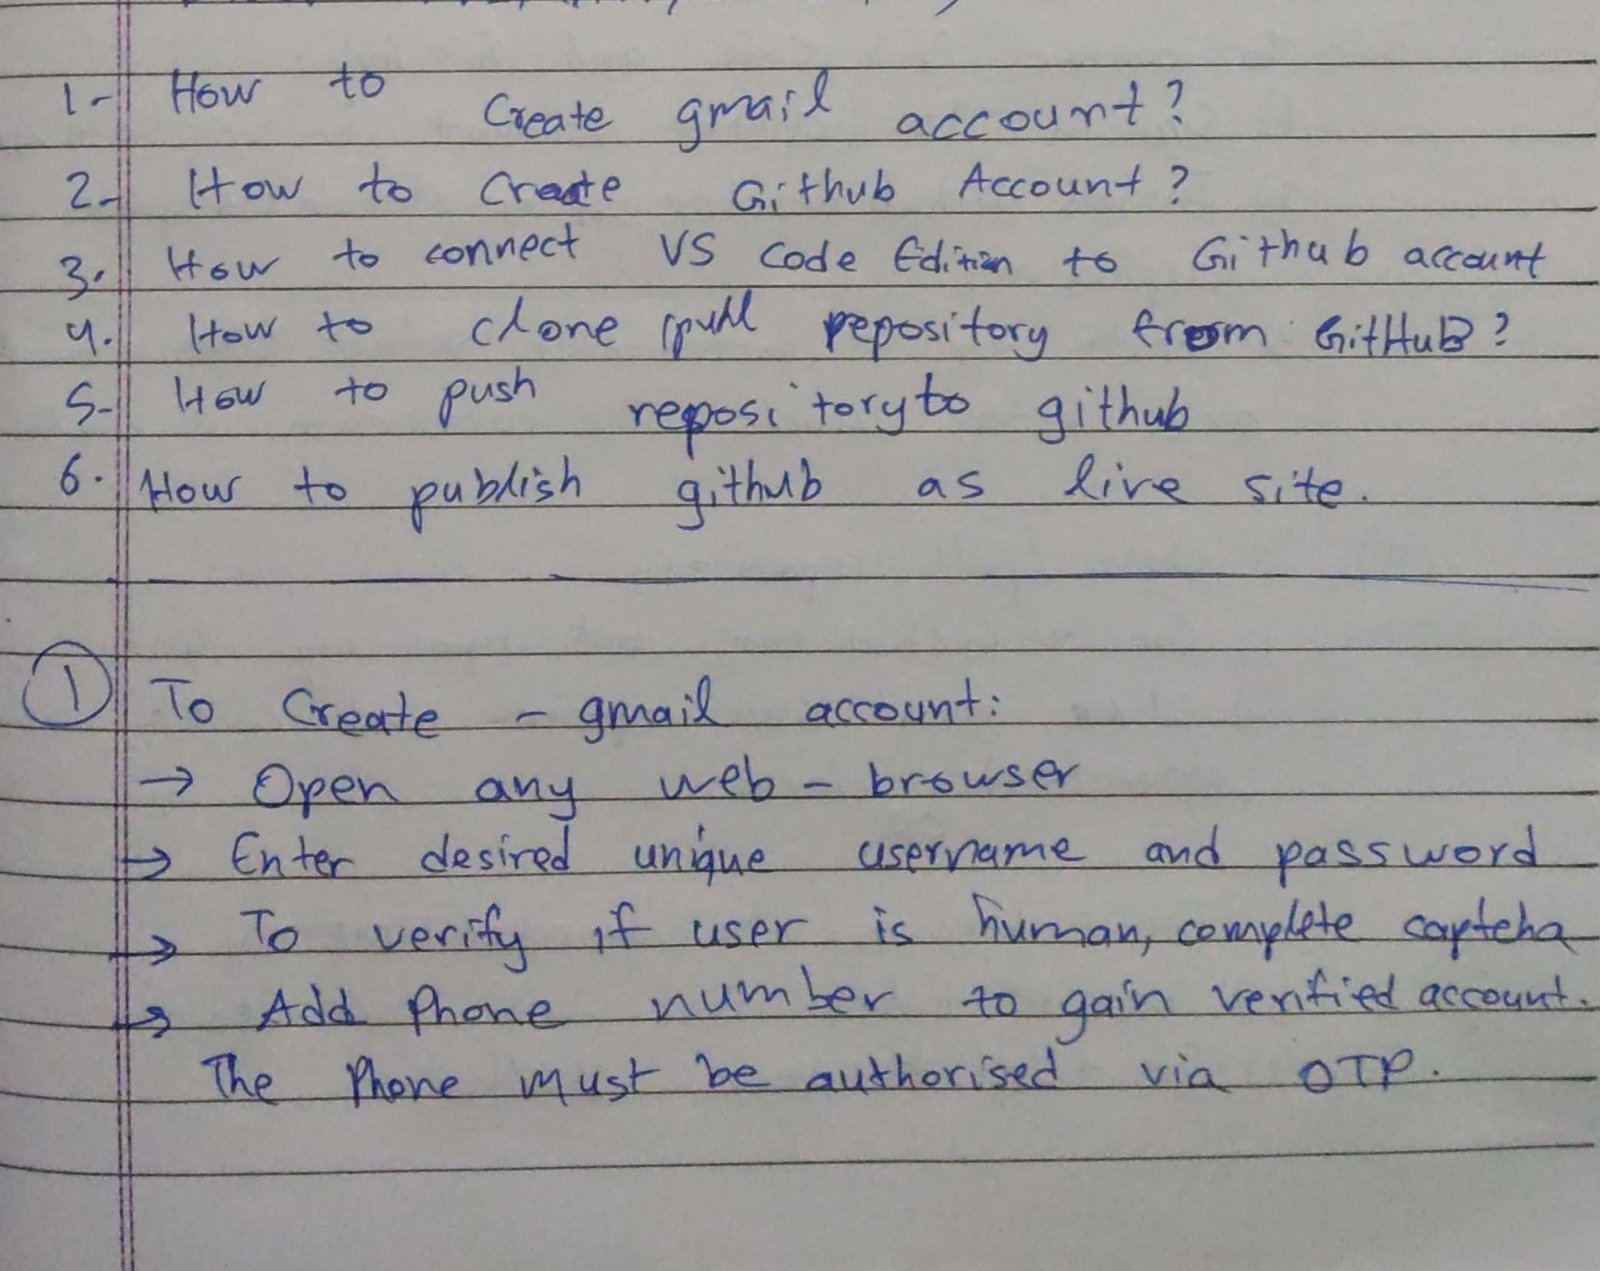 1- How to Create gmail account?
2- How to Create Github Account?
3. How to connect VS Code Edition to Github account
4. How to clone /pull repository from GitHub?
5- How to push repository to github
6. How to publish github as live site.
1 To Create - gmail account:
→ Open any web - browser
→ Enter desired unique username and password
→ To verify if user is human, complete captcha
→ Add Phone number to gain verified account.
The Phone must be authorised via OTP.